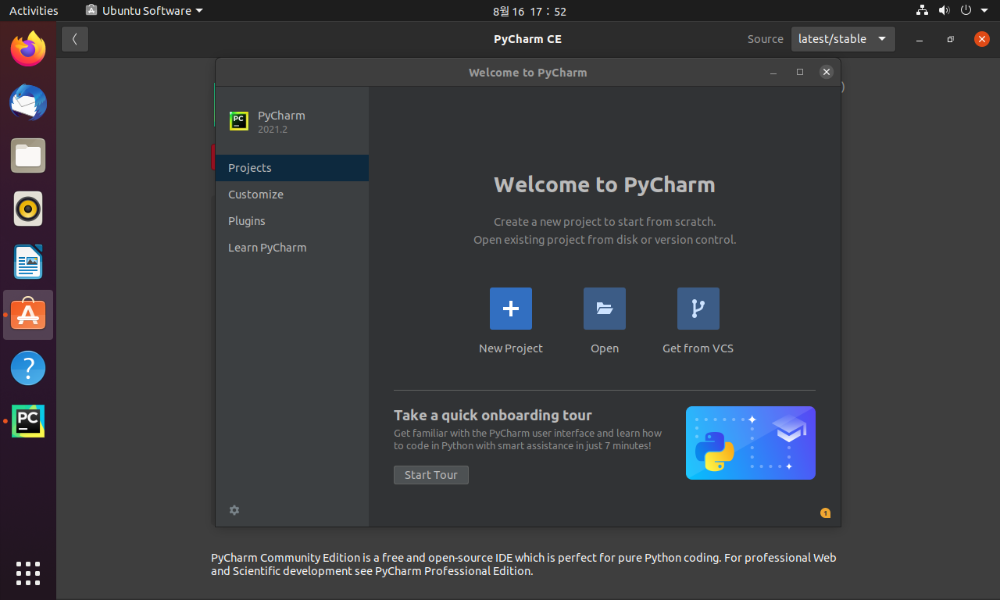 Activities
Ubuntu Software
8월 16 17：52
PyCharm CE
Source
latest/stable
Welcome to PyCharm
)
PC
PyCharm
2021.2
Projects
Customize
Plugins
Learn PyCharm
Welcome to PyCharm
Create a new project to start from scratch.
Open existing project from disk or version control.
New Project
Open
Get from VCS
Take a quick onboarding tour
Get familiar with the PyCharm user interface and learn how
to code in Python with smart assistance in just 7 minutes!
Start Tour
?
PC
1
PyCharm Community Edition is a free and open-source IDE which is perfect for pure Python coding. For professional Web
and Scientific development see PyCharm Professional Edition.